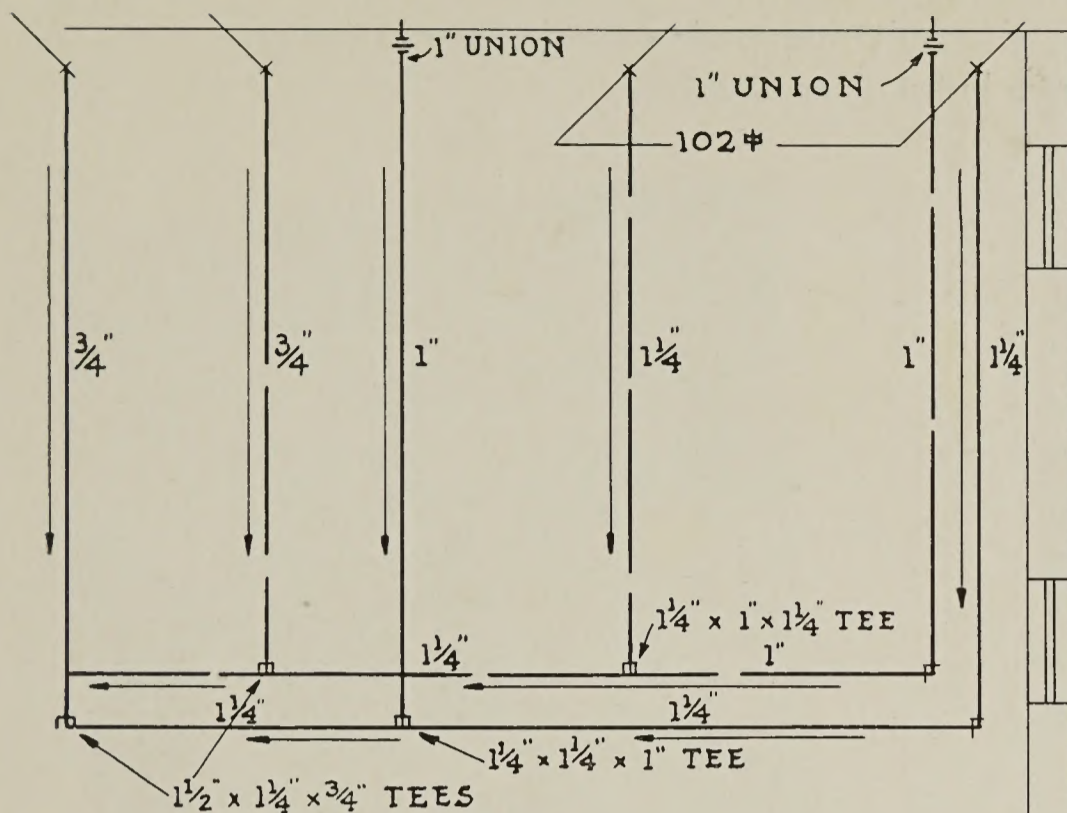 1" UNION
1" UNION
102 ⌽
3/4"
3/4"
1"
1 1/4"
1"
1 1/4"
1 1/4" x 1" x 1 1/4" TEE
1 1/4"
1"
1 1/4"
1 1/4"
1 1/4" x 1 1/4" x 1" TEE
1 1/2" x 1 1/4" x 3/4" TEES